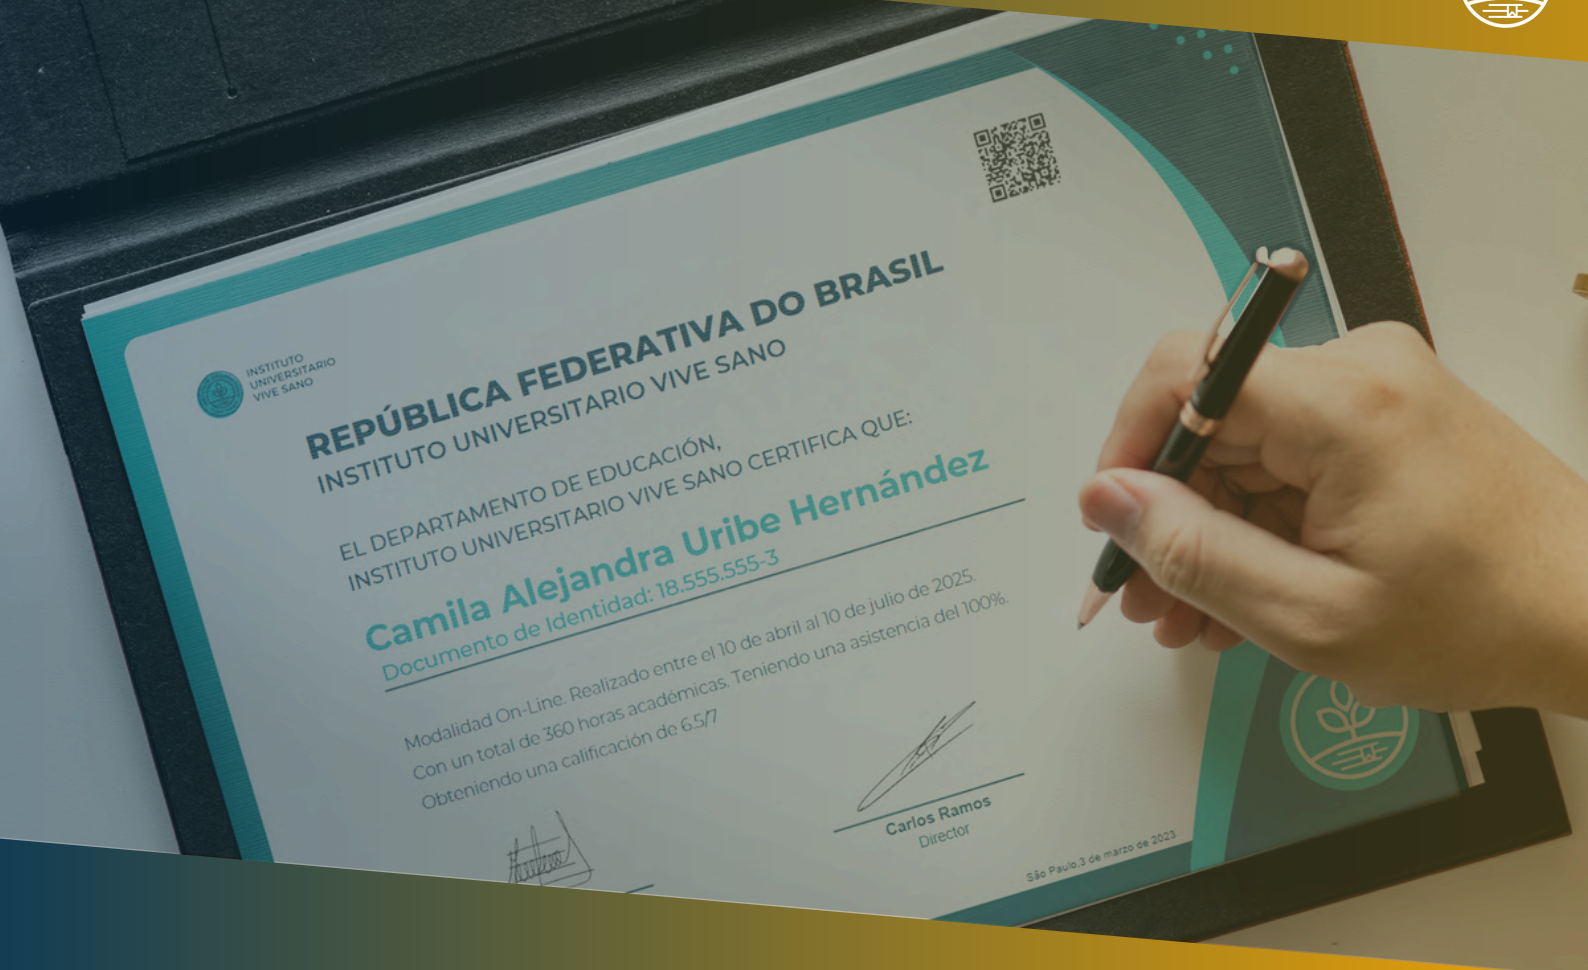 INSTITUTO
UNIVERSITARIO
VIVE SANO
REPÚBLICA FEDERATIVA DO BRASIL
INSTITUTO UNIVERSITARIO VIVE SANO
EL DEPARTAMENTO DE EDUCACIÓN,
INSTITUTO UNIVERSITARIO VIVE SANO CERTIFICA QUE:
Camila Alejandra Uribe Hernández
Documento de Identidad: 18.555.555-3
Modalidad On-Line. Realizado entre el 10 de abril al 10 de julio de 2025.
Con un total de 360 horas académicas. Teniendo una asistencia del 100%.
Obteniendo una calificación de 6.5/7
Carlos Ramos
Director
São Paulo,3 de marzo de 2023